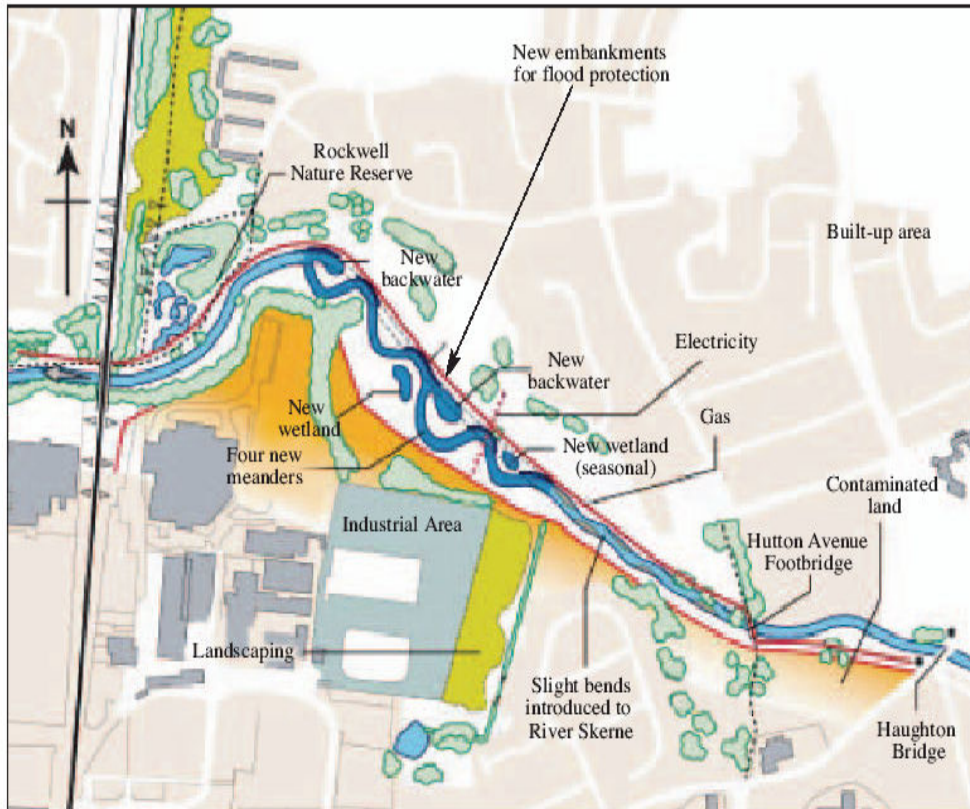 New embankments
for flood protection
N
Rockwell
Nature Reserve
Built-up area
New
backwater
Electricity
New
backwater
New
wetland
Gas
Four new
meanders
New wetland
(seasonal)
Contaminated
land
Industrial Area
Hutton Avenue
Footbridge
Landscaping
Slight bends
introduced to
River Skerne
Haughton
Bridge